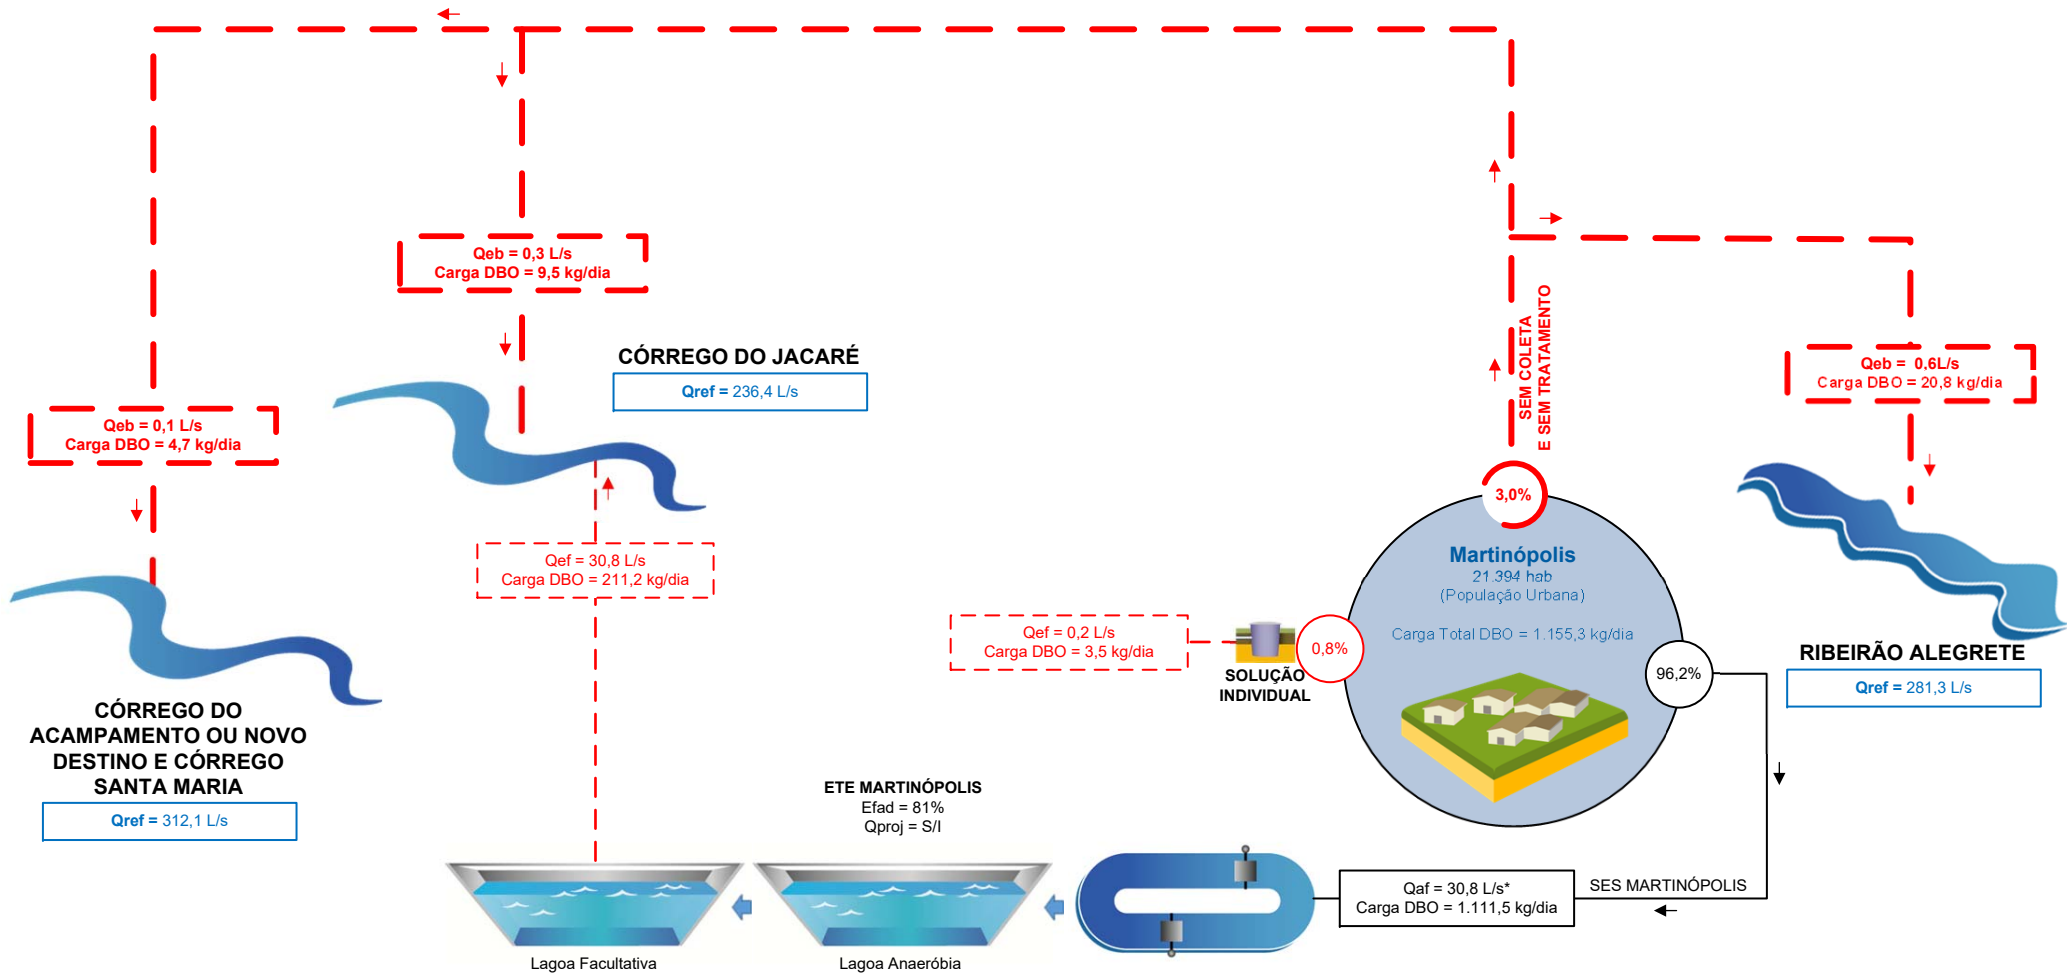 Qeb = 0,3 L/s
Carga DBO = 9,5 kg/dia
CÓRREGO DO JACARÉ
Qref = 236,4 L/s
Qeb = 0,1 L/s
Carga DBO = 4,7 kg/dia
Qeb = 0,6L/s
Carga DBO = 20,8 kg/dia
SEM COLETA
E SEM TRATAMENTO
3,0%
Martinópolis
21.394 hab
(População Urbana)
Carga Total DBO = 1.155,3 kg/dia
Qef = 30,8 L/s
Carga DBO = 211,2 kg/dia
Qef = 0,2 L/s
Carga DBO = 3,5 kg/dia
0,8%
SOLUÇÃO
INDIVIDUAL
96,2%
RIBEIRÃO ALEGRETE
Qref = 281,3 L/s
CÓRREGO DO
ACAMPAMENTO OU NOVO
DESTINO E CÓRREGO
SANTA MARIA
Qref = 312,1 L/s
ETE MARTINÓPOLIS
Efad = 81%
Qproj = S/I
Qaf = 30,8 L/s*
Carga DBO = 1.111,5 kg/dia
SES MARTINÓPOLIS
Lagoa Facultativa
Lagoa Anaeróbia